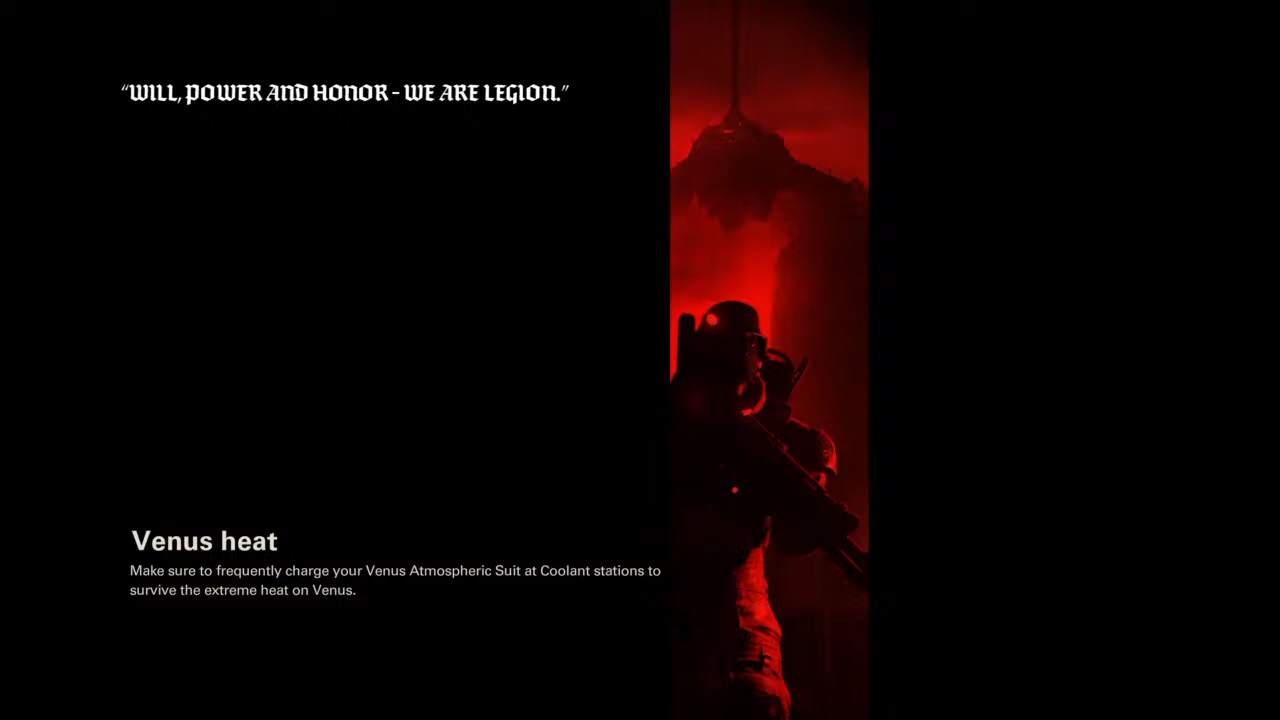 “WILL, POWER AND HONOR - WE ARE LEGION.”
Venus heat
Make sure to frequently charge your Venus Atmospheric Suit at Coolant stations to
survive the extreme heat on Venus.